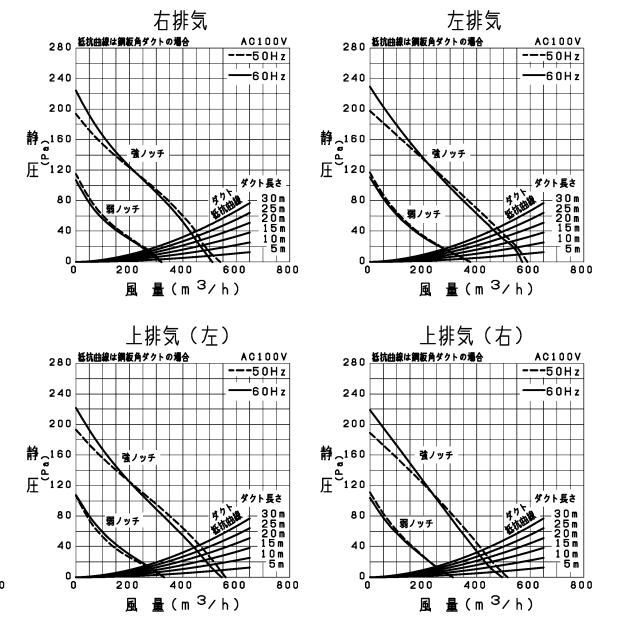 右排気
抵抗曲線は鋼板角ダクトの場合 AC100V
280
50Hz
60Hz
240
200
160
120
80
40
0
静圧(Pa)
強ノッチ
弱ノッチ
ダクト抵抗曲線
ダクト長さ
30m
25m
20m
15m
10m
5m
0 200 400 600 800
風量(m3/h)
左排気
抵抗曲線は鋼板角ダクトの場合 AC100V
280
50Hz
60Hz
240
200
160
120
80
40
0
静圧(Pa)
強ノッチ
弱ノッチ
ダクト抵抗曲線
ダクト長さ
30m
25m
20m
15m
10m
5m
0 200 400 600 800
風量(m3/h)
上排気(左)
抵抗曲線は鋼板角ダクトの場合 AC100V
280
50Hz
60Hz
240
200
160
120
80
40
0
静圧(Pa)
強ノッチ
弱ノッチ
ダクト抵抗曲線
ダクト長さ
30m
25m
20m
15m
10m
5m
0 200 400 600 800
風量(m3/h)
上排気(右)
抵抗曲線は鋼板角ダクトの場合 AC100V
280
50Hz
60Hz
240
200
160
120
80
40
0
静圧(Pa)
強ノッチ
弱ノッチ
ダクト抵抗曲線
ダクト長さ
30m
25m
20m
15m
10m
5m
0 200 400 600 800
風量(m3/h)
0